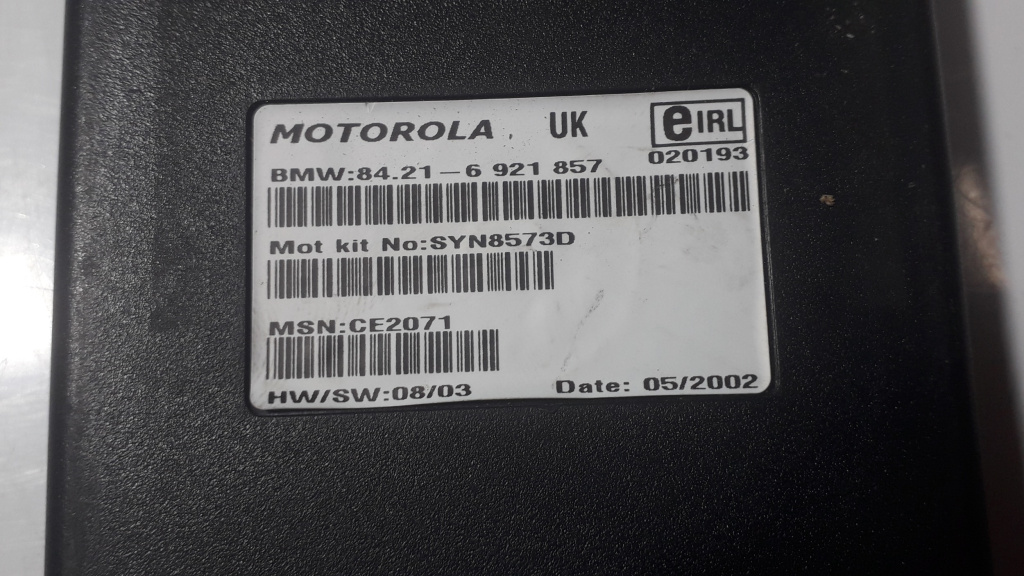 MOTOROLA UK e IRL
020193
BMW:84.21-6 921 857
Mot kit No:SYN8573D
MSN:CE2071
HW/SW:08/03 Date: 05/2002